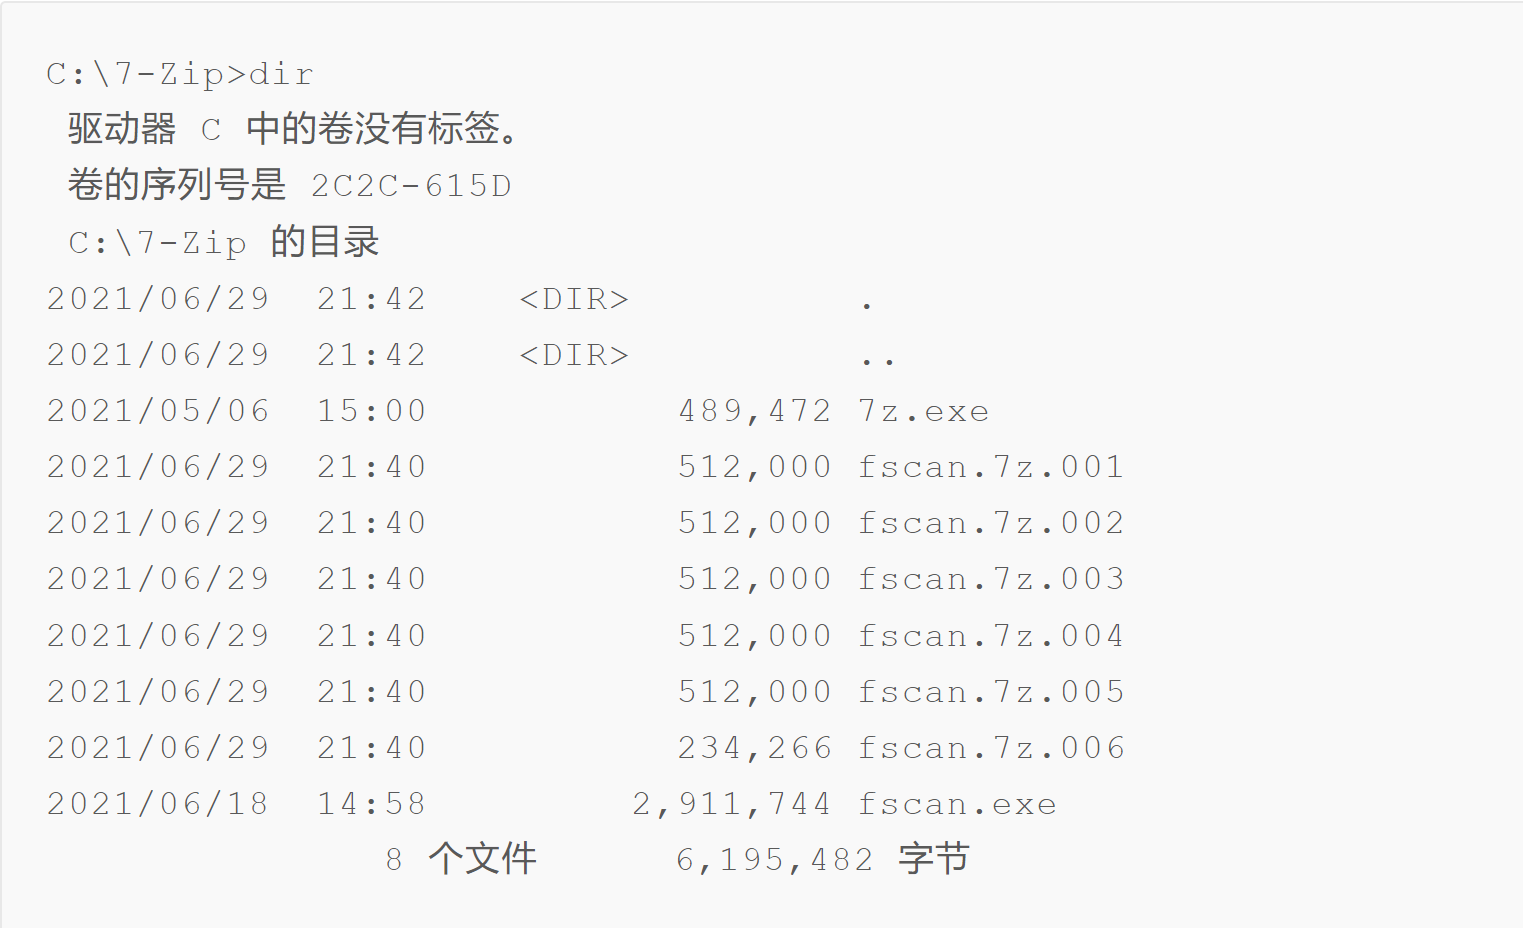 C:\7-Zip>dir
驱动器 C 中的卷没有标签。
卷的序列号是 2C2C-615D
C:\7-Zip 的目录
2021/06/29  21:42    <DIR>          .
2021/06/29  21:42    <DIR>          ..
2021/05/06  15:00           489,472 7z.exe
2021/06/29  21:40           512,000 fscan.7z.001
2021/06/29  21:40           512,000 fscan.7z.002
2021/06/29  21:40           512,000 fscan.7z.003
2021/06/29  21:40           512,000 fscan.7z.004
2021/06/29  21:40           512,000 fscan.7z.005
2021/06/29  21:40           234,266 fscan.7z.006
2021/06/18  14:58         2,911,744 fscan.exe
8 个文件      6,195,482 字节